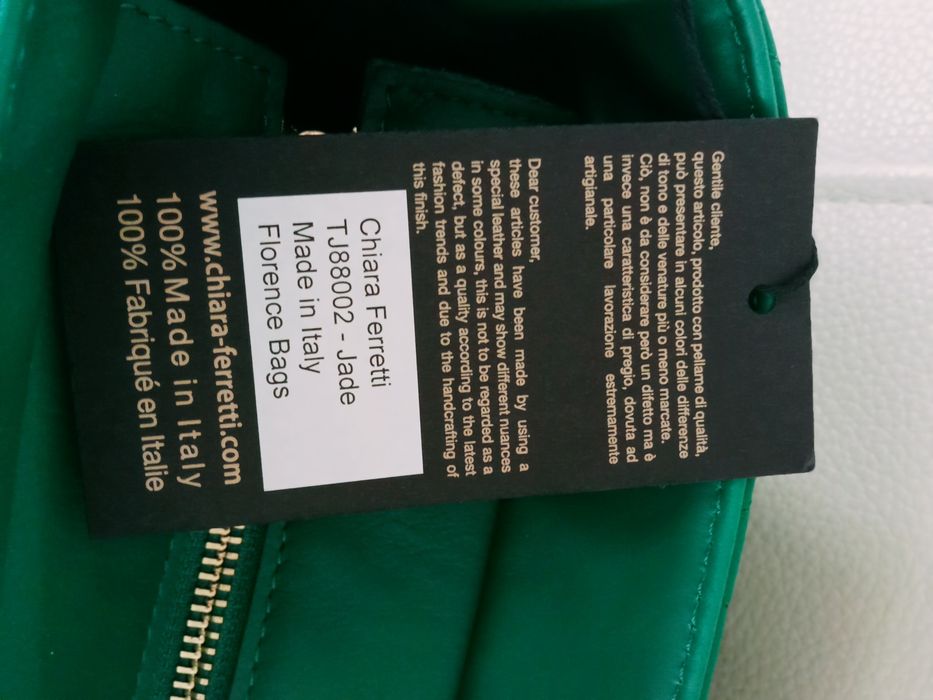 Gentile cliente,
questo articolo, prodotto con pellame di qualità,
può presentare in alcuni colori delle differenze
di tono e delle venature più o meno marcate.
Ciò, non è da considerare però un difetto ma è
invece una caratteristica di pregio, dovuta ad
una particolare lavorazione estremamente
artigianale.
Dear customer,
these articles have been made by using a
special leather and may show different nuances
in some colours, this is not to be regarded as a
defect, but as a quality according to the latest
fashion trends and due to the handcrafting of
this finish.
Chiara Ferretti
TJ88002 - Jade
Made in Italy
Florence Bags
www.chiara-ferretti.com
100% Made in Italy
100% Fabriqué en Italie